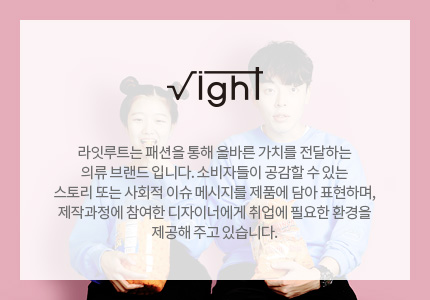 √ight
라잇루트는 패션을 통해 올바른 가치를 전달하는
의류 브랜드 입니다. 소비자들이 공감할 수 있는
스토리 또는 사회적 이슈 메시지를 제품에 담아 표현하며,
제작과정에 참여한 디자이너에게 취업에 필요한 환경을
제공해 주고 있습니다.